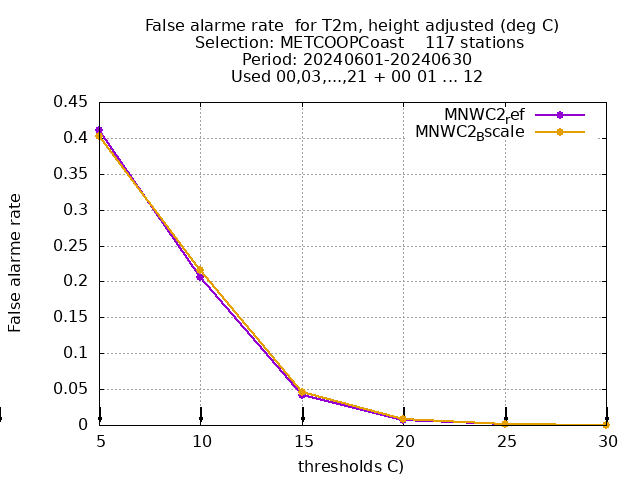 False alarme rate  for T2m, height adjusted (deg C)
Selection: METCOOPCoast    117 stations
Period: 20240601-20240630
Used 00,03,...,21 + 00 01 ... 12
MNWC2ref
MNWC2Bscale
0.45
0.4
0.35
0.3
0.25
0.2
0.15
0.1
0.05
0
False alarme rate
5 10 15 20 25 30
thresholds C)